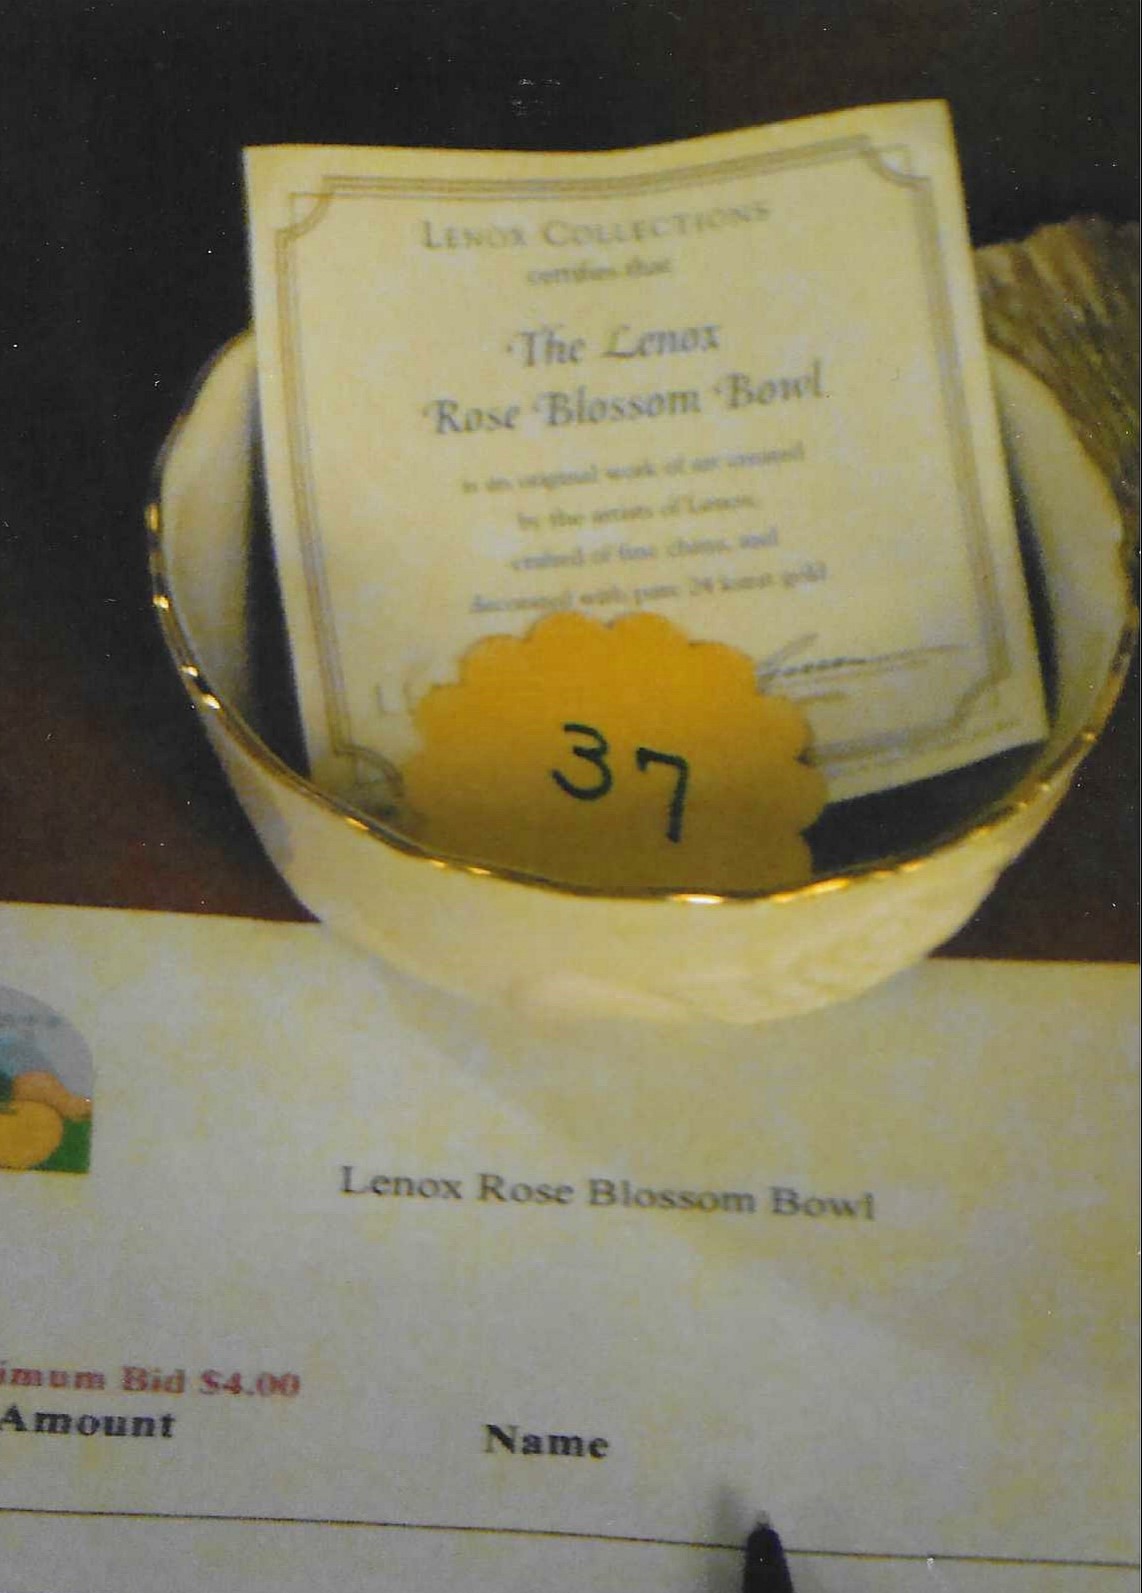 LENOX COLLECTIONS
certifies that
The Lenox
Rose Blossom Bowl
is an original work of art created
by the artists of Lenox,
crafted of fine china, and
decorated with pure 24 karat gold
37
Lenox Rose Blossom Bowl
imum Bid $4.00
Amount
Name